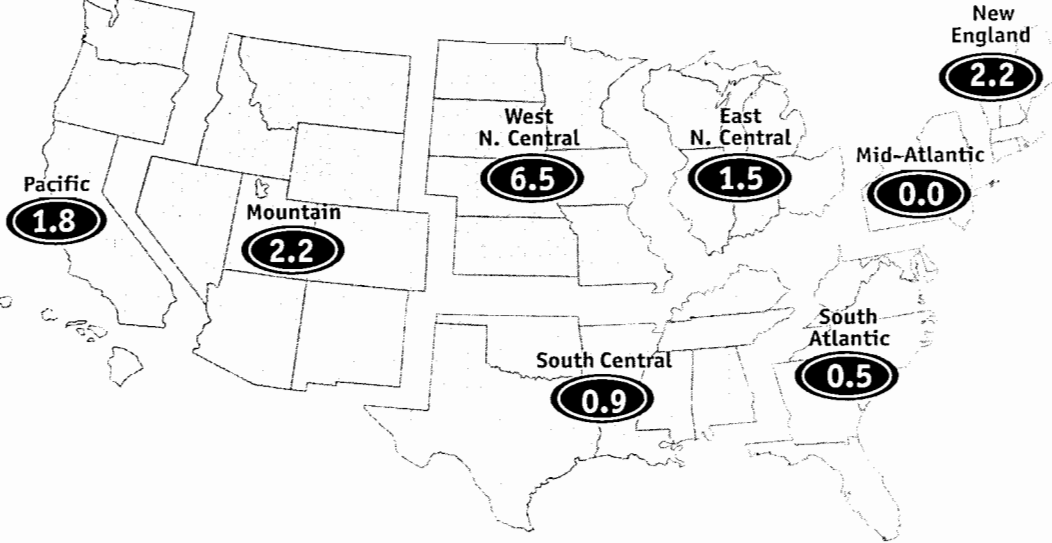 New
England
2.2
West
N. Central
6.5
East
N. Central
1.5
Mid-Atlantic
0.0
Pacific
1.8
Mountain
2.2
South
Atlantic
0.5
South Central
0.9